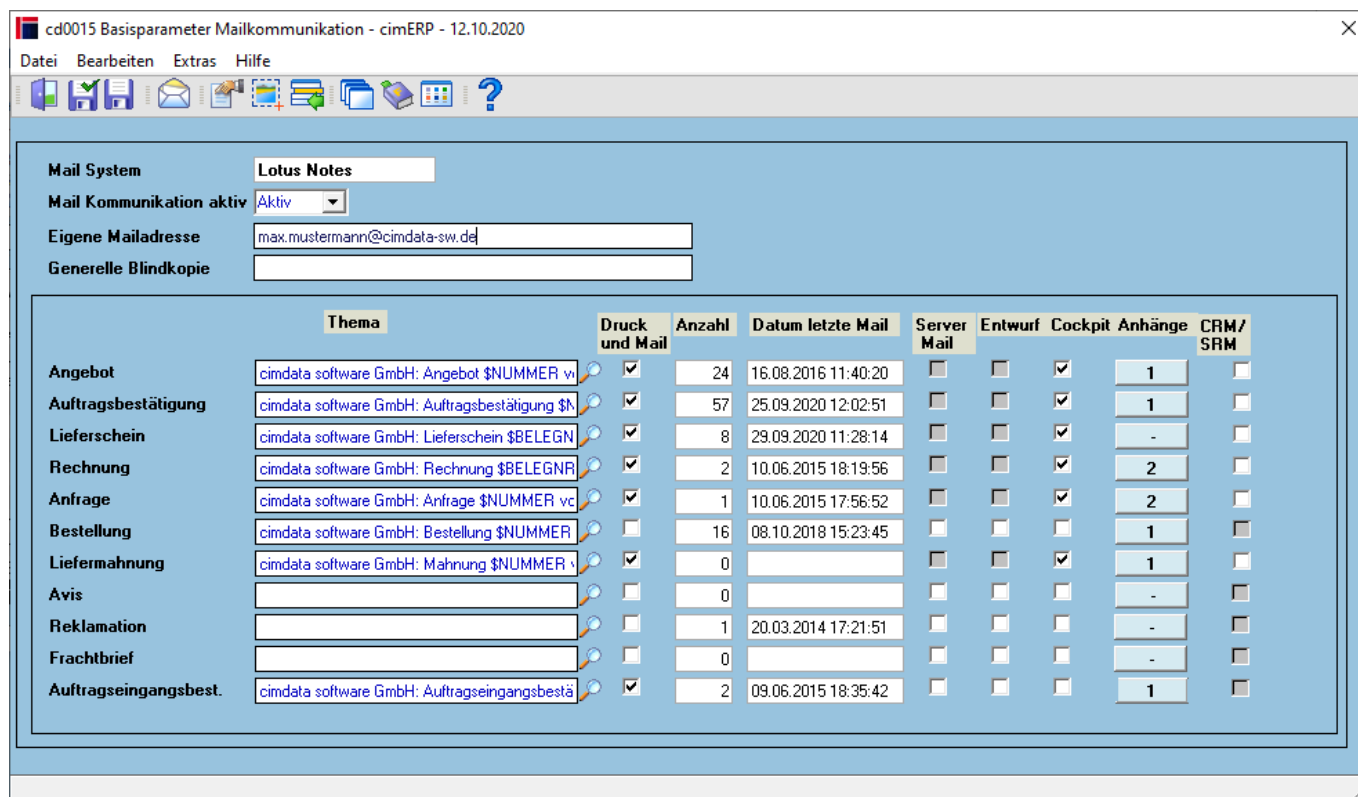 cd0015 Basisparameter Mailkommunikation - cimERP - 12.10.2020
Datei Bearbeiten Extras Hilfe
Mail System Lotus Notes
Mail Kommunikation aktiv Aktiv
Eigene Mailadresse max.mustermann@cimdata-sw.de
Generelle Blindkopie
Thema Druck und Mail Anzahl Datum letzte Mail Server Mail Entwurf Cockpit Anhänge CRM/ SRM
Angebot cimdata software GmbH: Angebot $NUMMER 24 16.08.2016 11:40:20 1
Auftragsbestätigung cimdata software GmbH: Auftragsbestätigung $N 57 25.09.2020 12:02:51 1
Lieferschein cimdata software GmbH: Lieferschein $BELEGN 8 29.09.2020 11:28:14 -
Rechnung cimdata software GmbH: Rechnung $BELEGNR 2 10.06.2015 18:19:56 2
Anfrage cimdata software GmbH: Anfrage $NUMMER 1 10.06.2015 17:56:52 2
Bestellung cimdata software GmbH: Bestellung $NUMMER 16 08.10.2018 15:23:45 1
Liefermahnung cimdata software GmbH: Mahnung $NUMMER 0 1
Avis 0 -
Reklamation 1 20.03.2014 17:21:51 -
Frachtbrief 0 -
Auftragseingangsbest. cimdata software GmbH: Auftragseingangsbestä 2 09.06.2015 18:35:42 1